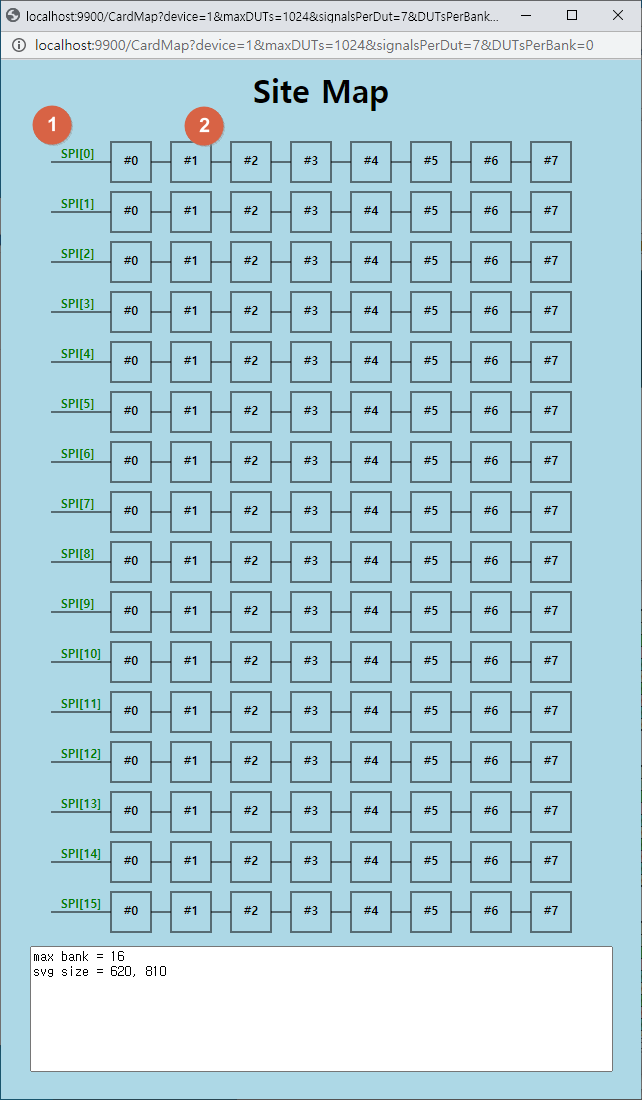 localhost:9900/CardMap?device=1&maxDUTs=1024&signalsPerDut=7&DUTsPerBank...
localhost:9900/CardMap?device=1&maxDUTs=1024&signalsPerDut=7&DUTsPerBank=0
Site Map
1 2
SPI[0] #0 #1 #2 #3 #4 #5 #6 #7
SPI[1] #0 #1 #2 #3 #4 #5 #6 #7
SPI[2] #0 #1 #2 #3 #4 #5 #6 #7
SPI[3] #0 #1 #2 #3 #4 #5 #6 #7
SPI[4] #0 #1 #2 #3 #4 #5 #6 #7
SPI[5] #0 #1 #2 #3 #4 #5 #6 #7
SPI[6] #0 #1 #2 #3 #4 #5 #6 #7
SPI[7] #0 #1 #2 #3 #4 #5 #6 #7
SPI[8] #0 #1 #2 #3 #4 #5 #6 #7
SPI[9] #0 #1 #2 #3 #4 #5 #6 #7
SPI[10] #0 #1 #2 #3 #4 #5 #6 #7
SPI[11] #0 #1 #2 #3 #4 #5 #6 #7
SPI[12] #0 #1 #2 #3 #4 #5 #6 #7
SPI[13] #0 #1 #2 #3 #4 #5 #6 #7
SPI[14] #0 #1 #2 #3 #4 #5 #6 #7
SPI[15] #0 #1 #2 #3 #4 #5 #6 #7
max bank = 16
svg size = 620, 810